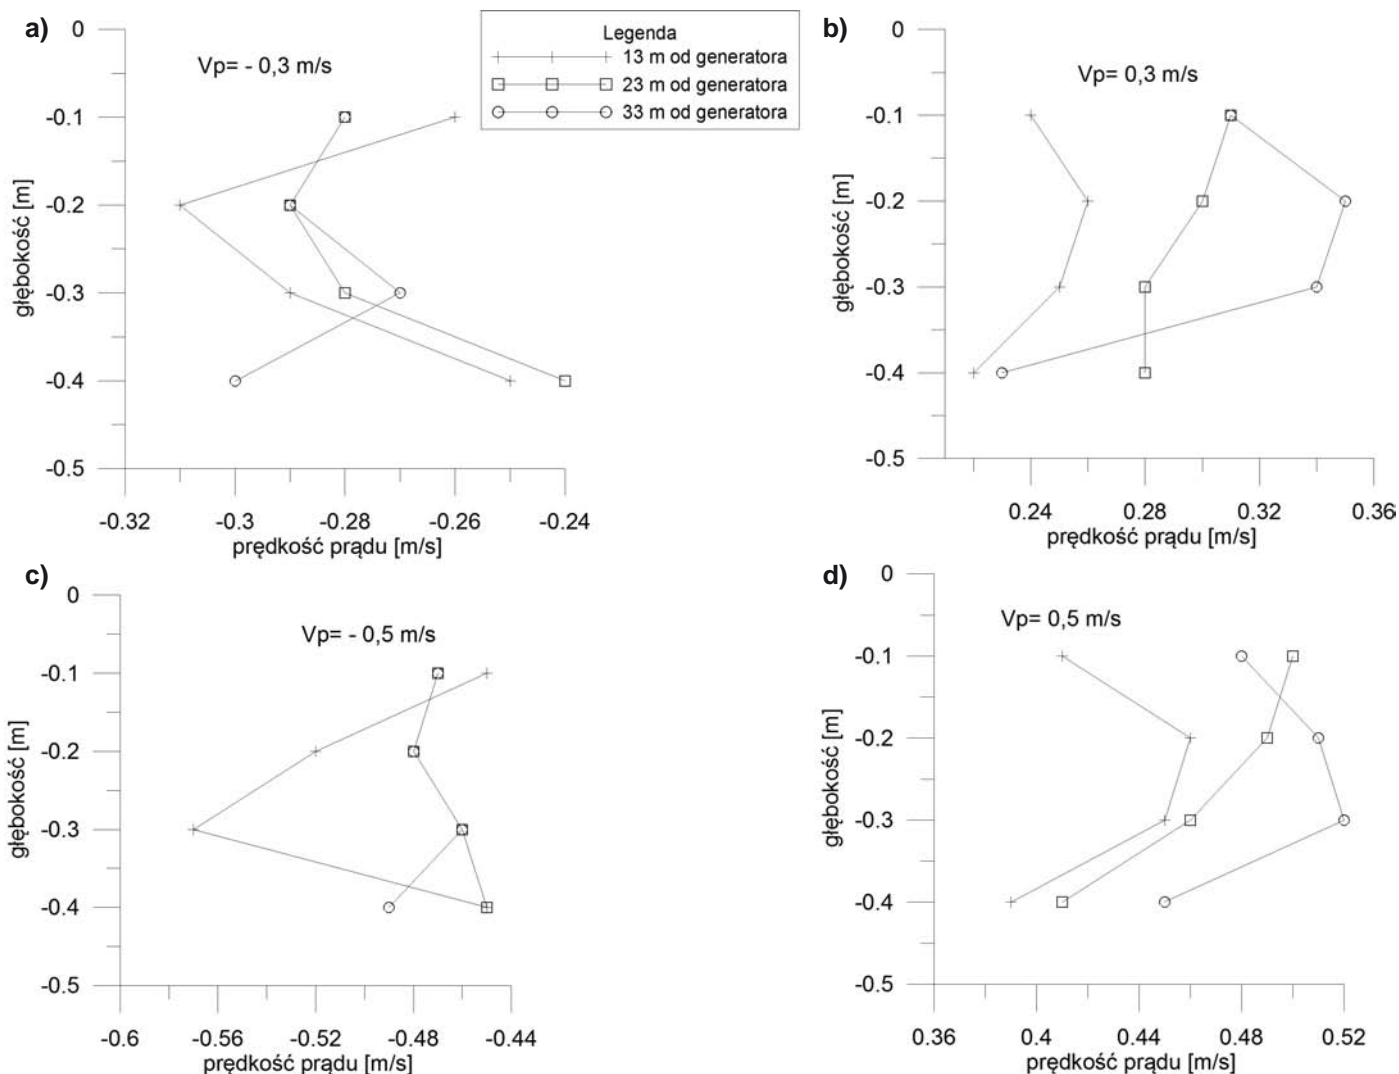 a)
Vp= - 0,3 m/s
Legenda
13 m od generatora
23 m od generatora
33 m od generatora
0
-0.1
-0.2
-0.3
-0.4
-0.5
głębokość [m]
-0.32 -0.3 -0.28 -0.26 -0.24
prędkość prądu [m/s]
b)
Vp= 0,3 m/s
0
-0.1
-0.2
-0.3
-0.4
-0.5
głębokość [m]
0.24 0.28 0.32 0.36
prędkość prądu [m/s]
c)
Vp= - 0,5 m/s
0
-0.1
-0.2
-0.3
-0.4
-0.5
głębokość [m]
-0.6 -0.56 -0.52 -0.48 -0.44
prędkość prądu [m/s]
d)
Vp= 0,5 m/s
0
-0.1
-0.2
-0.3
-0.4
-0.5
głębokość [m]
0.36 0.4 0.44 0.48 0.52
prędkość prądu [m/s]